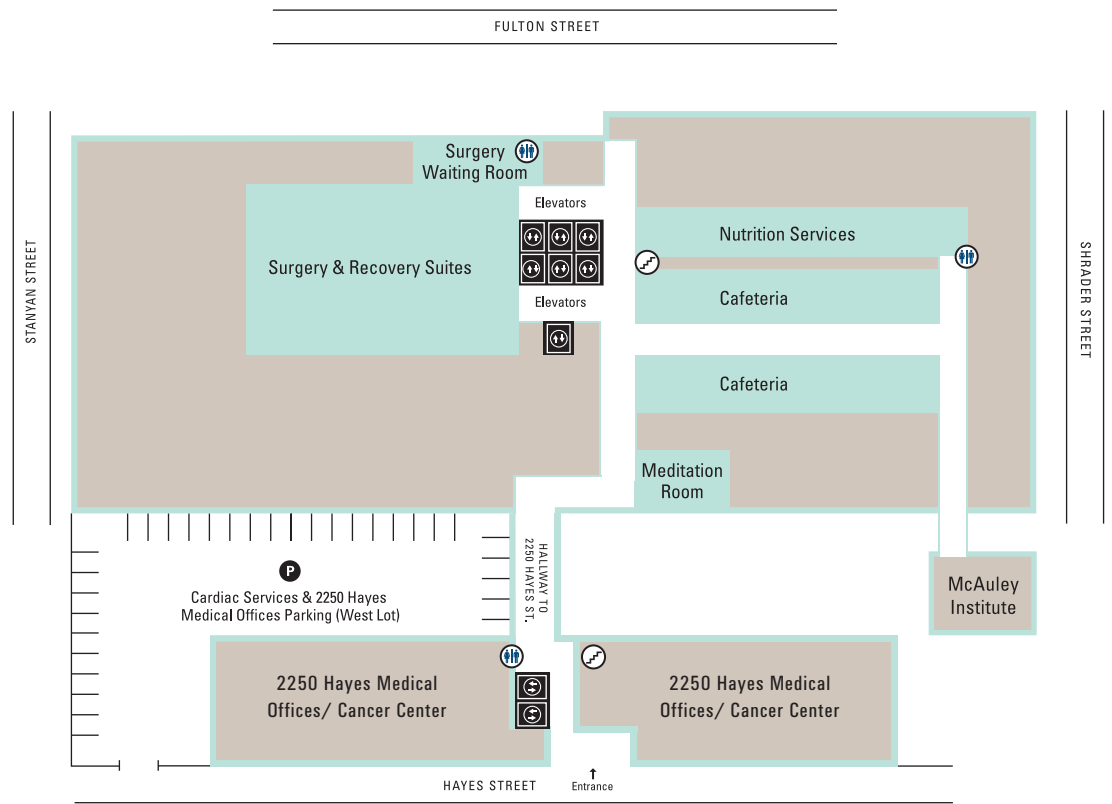 FULTON STREET
STANYAN STREET
SHRADER STREET
Surgery
Waiting Room
Elevators
Nutrition Services
Surgery & Recovery Suites
Cafeteria
Elevators
Cafeteria
Meditation
Room
HALLWAY TO
2250 HAYES ST.
P
Cardiac Services & 2250 Hayes
Medical Offices Parking (West Lot)
McAuley
Institute
2250 Hayes Medical
Offices/ Cancer Center
2250 Hayes Medical
Offices/ Cancer Center
HAYES STREET
Entrance